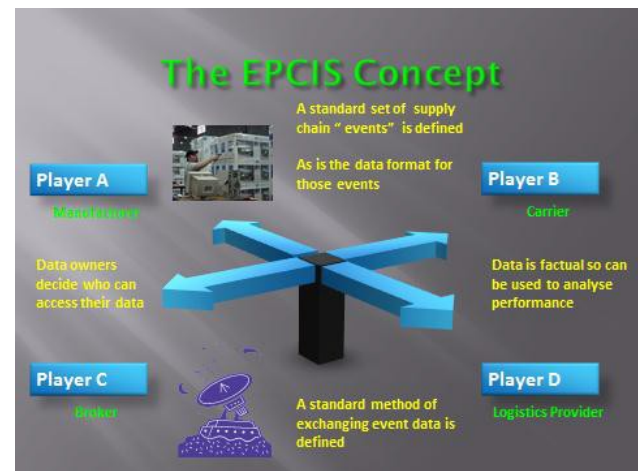 The EPCIS Concept
A standard set of supply
chain “ events” is defined
As is the data format for
those events
Player A
Manufacturer
Player B
Carrier
Data owners
decide who can
access their data
Data is factual so can
be used to analyse
performance
Player C
Broker
Player D
Logistics Provider
A standard method of
exchanging event data is
defined